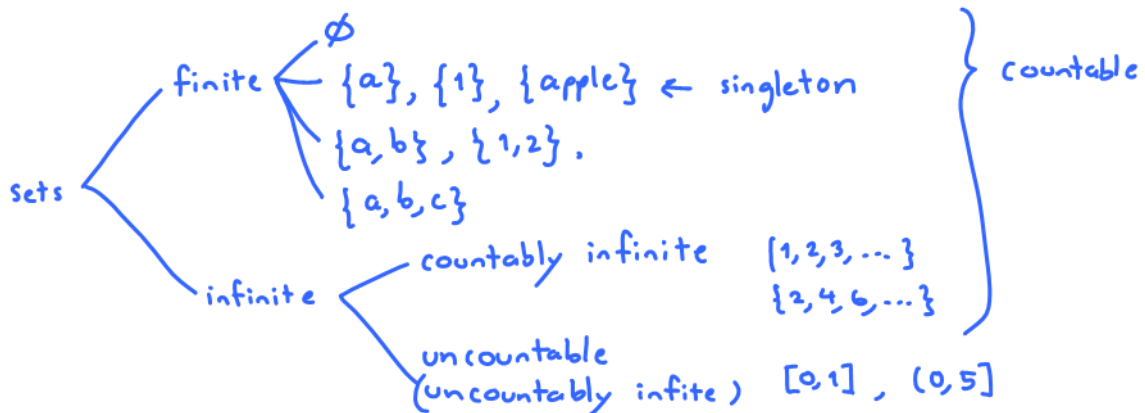 ∅
finite {a}, {1}, {apple} ← singleton
countable
{a,b}, {1,2}.
sets
{a,b,c}
countably infinite {1,2,3,...}
infinite
{2,4,6,...}
uncountable
(uncountably infite) [0,1], (0,5]